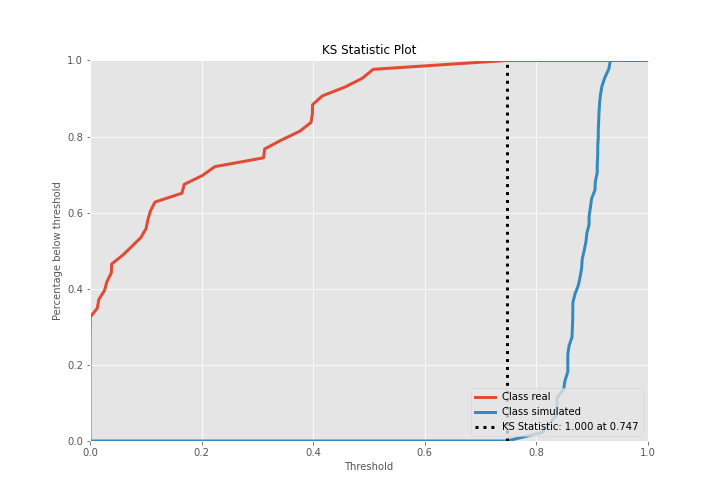 KS Statistic Plot
1.0
0.8
0.6
0.4
0.2
0.0
Percentage below threshold
Class real
Class simulated
KS Statistic: 1.000 at 0.747
0.0 0.2 0.4 0.6 0.8 1.0
Threshold